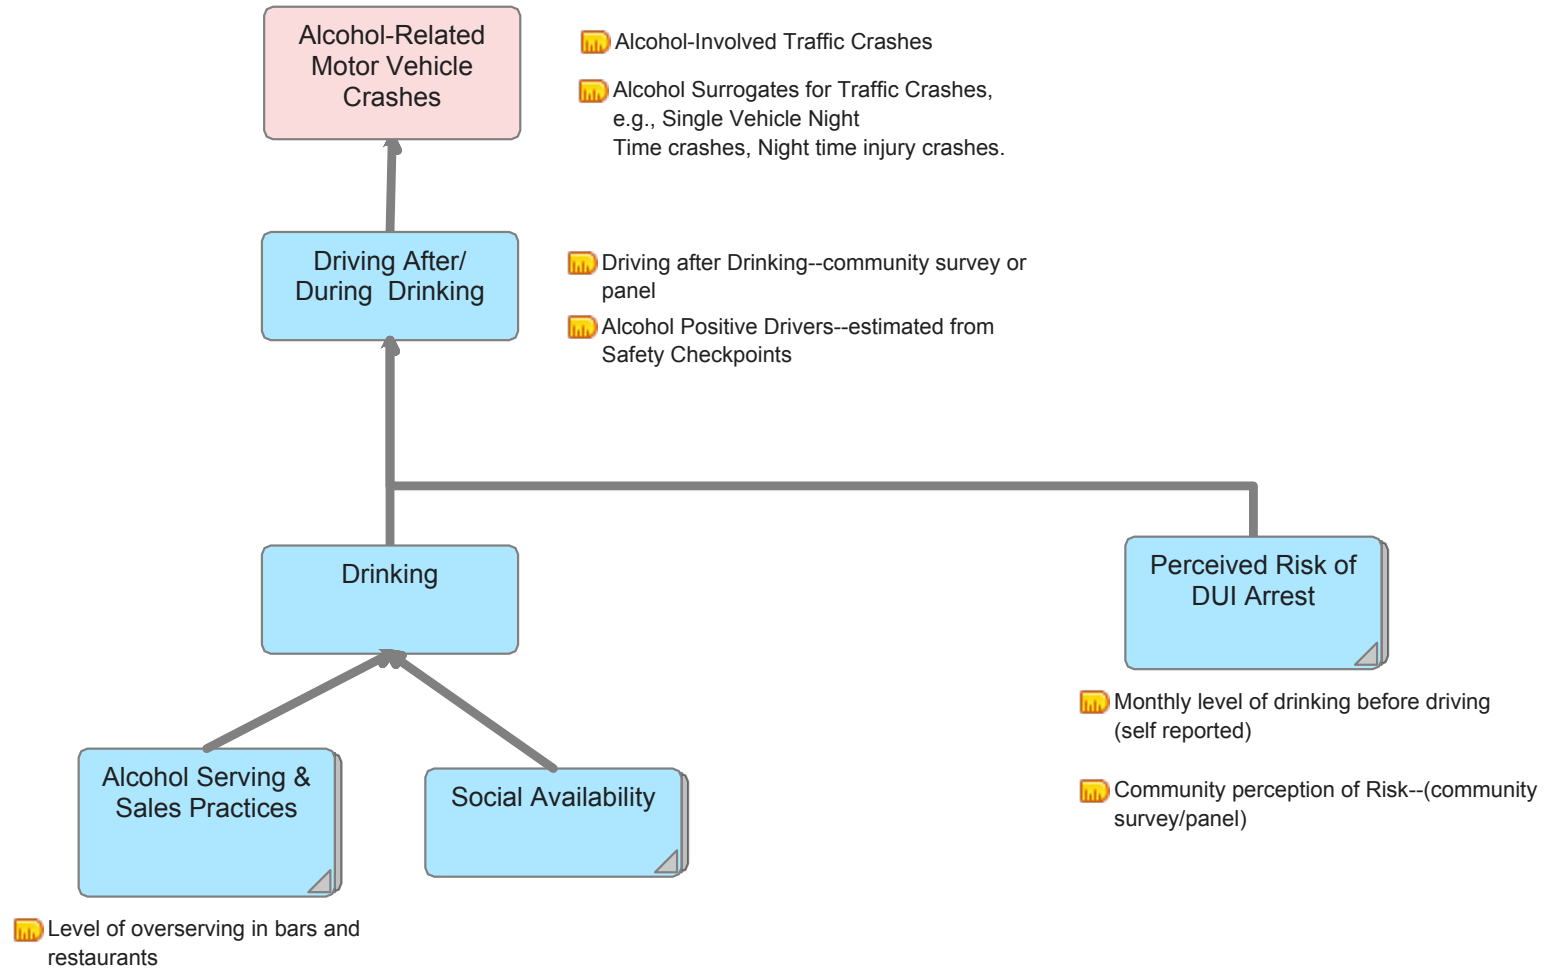 Alcohol-Related
Motor Vehicle
Crashes
Alcohol-Involved Traffic Crashes
Alcohol Surrogates for Traffic Crashes,
e.g., Single Vehicle Night
Time crashes, Night time injury crashes.
Driving After/
During  Drinking
Driving after Drinking--community survey or
panel
Alcohol Positive Drivers--estimated from
Safety Checkpoints
Drinking
Perceived Risk of
DUI Arrest
Monthly level of drinking before driving
(self reported)
Community perception of Risk--(community
survey/panel)
Alcohol Serving &
Sales Practices
Social Availability
Level of overserving in bars and
restaurants